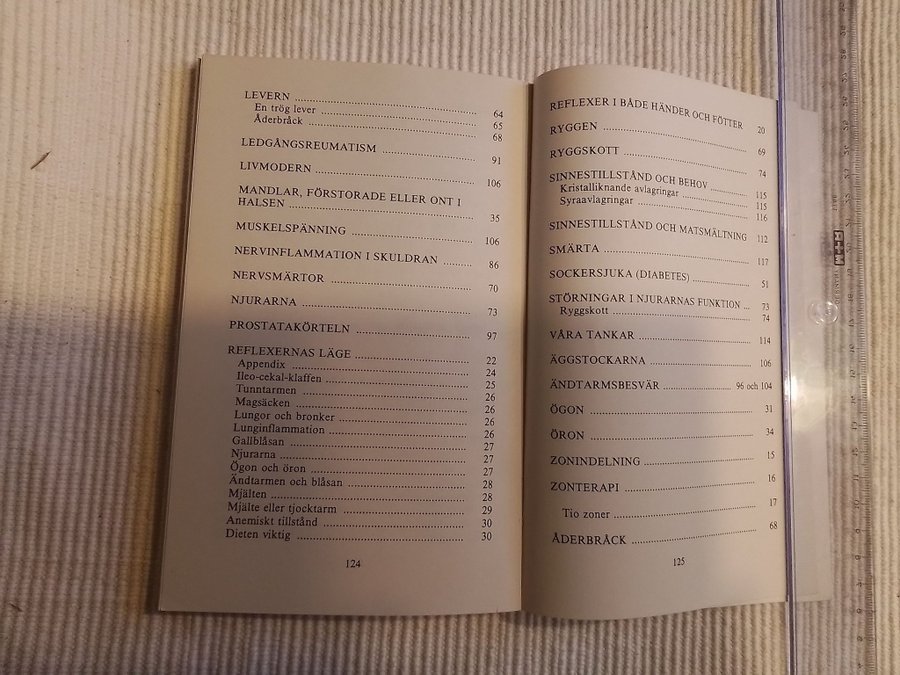 LEVERN ........ 64
En trög lever ........ 65
Åderbråck ........ 68
LEDGÅNGSREUMATISM ........ 91
LIVMODERN ........ 106
MANDLAR, FÖRSTORADE ELLER ONT I
HALSEN ........ 35
MUSKELSPÄNNING ........ 106
NERVINFLAMMATION I SKULDRAN ........ 86
NERVSMÄRTOR ........ 70
NJURARNA ........ 73
PROSTATAKÖRTELN ........ 97
REFLEXERNAS LÄGE ........ 22
Appendix ........ 24
Ileo-cekal-klaffen ........ 25
Tunntarmen ........ 26
Magsäcken ........ 26
Lungor och bronker ........ 26
Lunginflammation ........ 26
Gallblåsan ........ 27
Njurarna ........ 27
Ögon och öron ........ 27
Ändtarmen och blåsan ........ 28
Mjälten ........ 28
Mjälte eller tjocktarm ........ 29
Anemiskt tillstånd ........ 30
Dieten viktig ........ 30
124
REFLEXER I BÅDE HÄNDER OCH FÖTTER 20
RYGGEN ........ 69
RYGGSKOTT ........ 74
SINNESTILLSTÅND OCH BEHOV ........ 115
Kristalliknande avlagringar ........ 115
Syraavlagringar ........ 116
SINNESTILLSTÅND OCH MATSMÄLTNING 112
SMÄRTA ........ 117
SOCKERSJUKA (DIABETES) ........ 51
STÖRNINGAR I NJURARNAS FUNKTION ... 73
Ryggskott ........ 74
VÅRA TANKAR ........ 114
ÄGGSTOCKARNA ........ 106
ÄNDTARMSBESVÄR ........ 96 och 104
ÖGON ........ 31
ÖRON ........ 34
ZONINDELNING ........ 15
ZONTERAPI ........ 16
Tio zoner ........ 17
ÅDERBRÅCK ........ 68
125